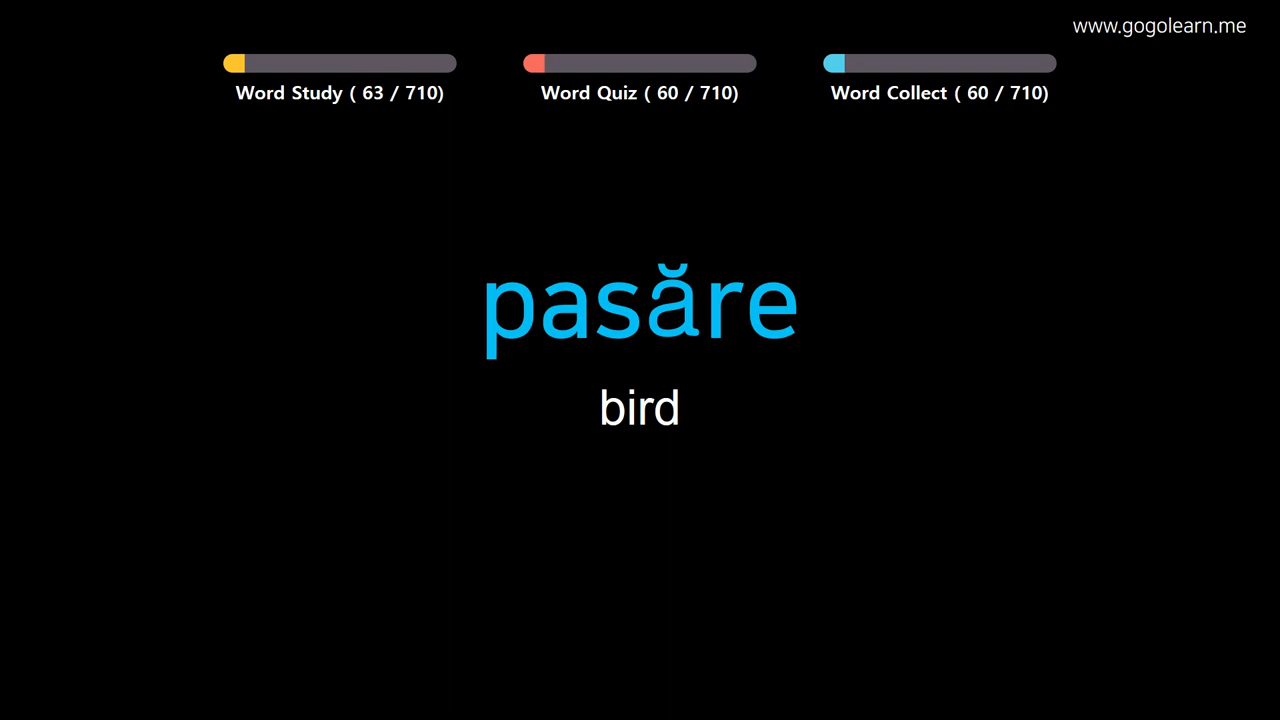 www.gogolearn.me
Word Study ( 63 / 710)
Word Quiz ( 60 / 710)
Word Collect ( 60 / 710)
pasăre
bird